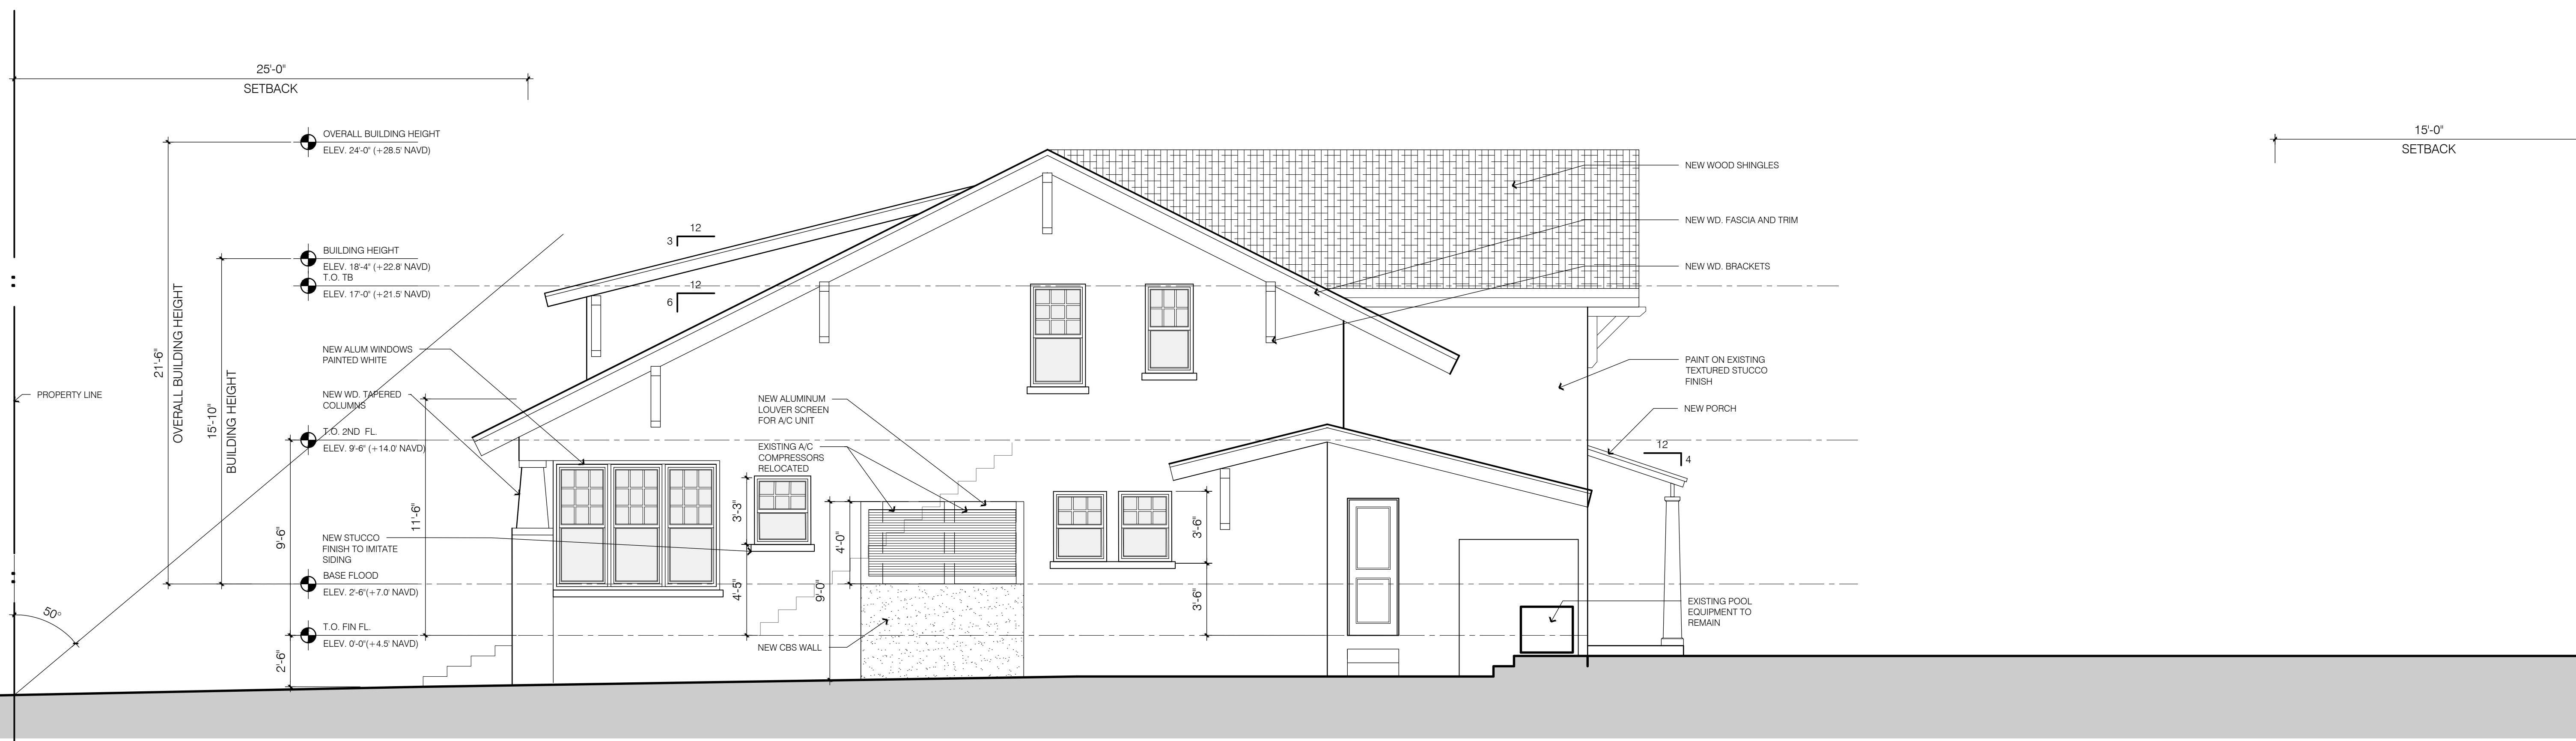 25'-0"
SETBACK
15'-0"
SETBACK
OVERALL BUILDING HEIGHT
ELEV. 24'-0" (+28.5' NAVD)
BUILDING HEIGHT
ELEV. 18'-4" (+22.8' NAVD)
T.O. TB
ELEV. 17'-0" (+21.5' NAVD)
NEW ALUM WINDOWS
PAINTED WHITE
NEW WD. TAPERED
COLUMNS
T.O. 2ND FL.
ELEV. 9'-6" (+14.0' NAVD)
NEW STUCCO
FINISH TO IMITATE
SIDING
BASE FLOOD
ELEV. 2'-6"(+7.0' NAVD)
T.O. FIN FL.
ELEV. 0'-0"(+4.5' NAVD)
PROPERTY LINE
50°
21'-6"
OVERALL BUILDING HEIGHT
15'-10"
BUILDING HEIGHT
9'-6"
2'-6"
11'-6"
12
3
12
6
NEW ALUMINUM
LOUVER SCREEN
FOR A/C UNIT
EXISTING A/C
COMPRESSORS
RELOCATED
3'-3"
4'-5"
4'-0"
9'-0"
NEW CBS WALL
3'-6"
3'-6"
NEW WOOD SHINGLES
NEW WD. FASCIA AND TRIM
NEW WD. BRACKETS
PAINT ON EXISTING
TEXTURED STUCCO
FINISH
NEW PORCH
12
4
EXISTING POOL
EQUIPMENT TO
REMAIN